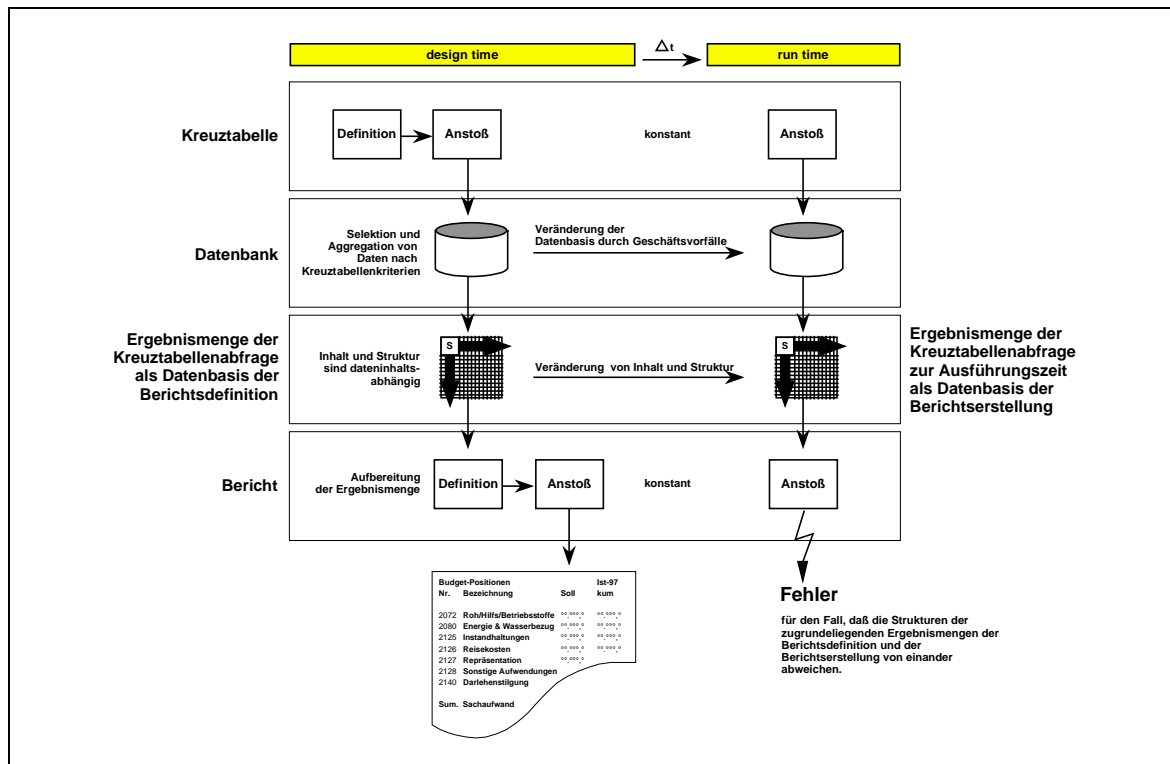 design time
Δt
run time
Kreuztabelle
Definition
Anstoß
konstant
Anstoß
Datenbank
Selektion und
Aggregation von
Daten nach
Kreuztabellenkriterien
Veränderung der
Datenbasis durch Geschäftsvorfälle
Ergebnismenge der
Kreuztabellenabfrage
als Datenbasis der
Berichtsdefinition
Inhalt und Struktur
sind dateninhalts-
abhängig
S
Veränderung von Inhalt und Struktur
S
Ergebnismenge der
Kreuztabellenabfrage
zur Ausführungszeit
als Datenbasis der
Berichtserstellung
Bericht
Aufbereitung
der Ergebnismenge
Definition
Anstoß
konstant
Anstoß
Budget-Positionen Ist-97
Nr. Bezeichnung Soll kum
2072 Roh/Hilfs/Betriebsstoffe °°.°°°,° °°.°°°,°
2080 Energie & Wasserbezug °°.°°°,° °°.°°°,°
2125 Instandhaltungen °°.°°°,° °°.°°°,°
2126 Reisekosten °°.°°°,° °°.°°°,°
2127 Repräsentation °°.°°°,°
2128 Sonstige Aufwendungen
2140 Darlehenstilgung
Sum. Sachaufwand
Fehler
für den Fall, daß die Strukturen der
zugrundeliegenden Ergebnismengen der
Berichtsdefinition und der
Berichtserstellung von einander
abweichen.